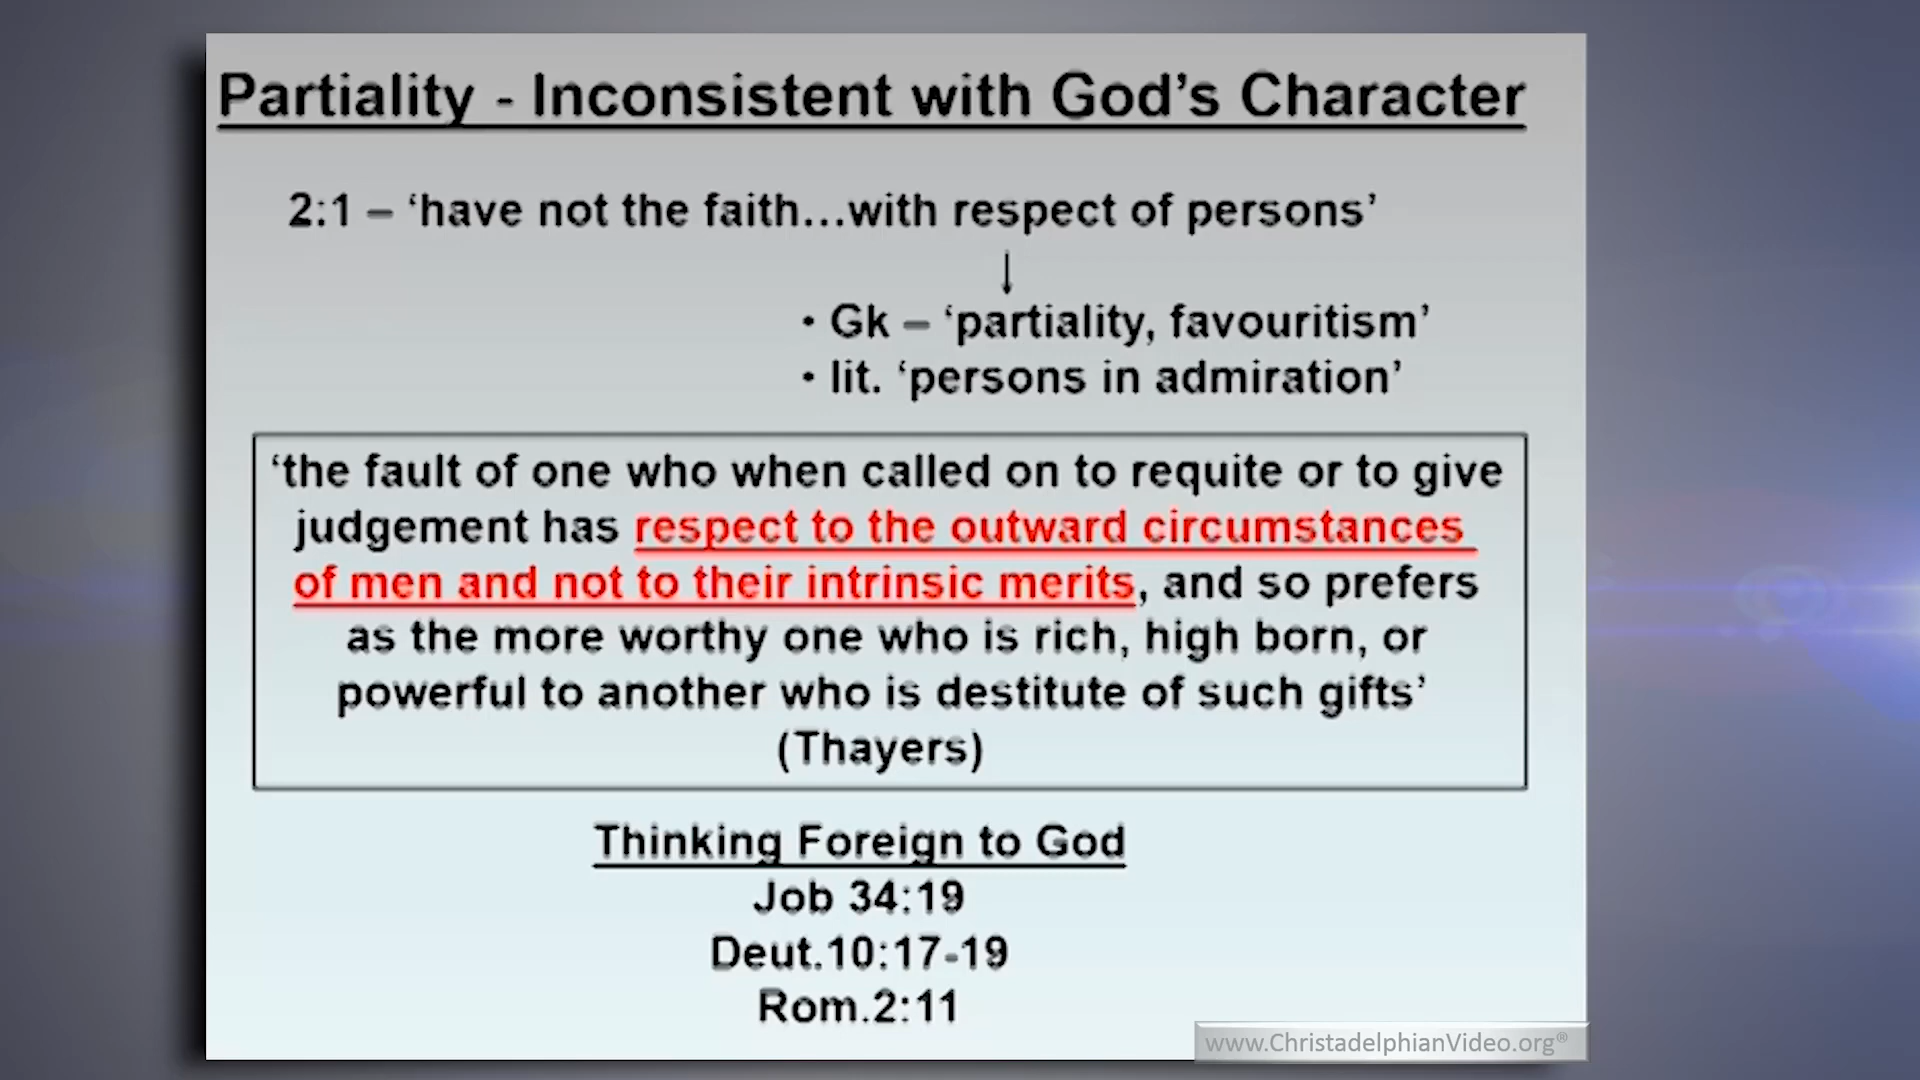 Partiality - Inconsistent with God's Character
2:1 – 'have not the faith...with respect of persons'
• Gk – 'partiality, favouritism'
• lit. 'persons in admiration'
'the fault of one who when called on to requite or to give
judgement has respect to the outward circumstances
of men and not to their intrinsic merits, and so prefers
as the more worthy one who is rich, high born, or
powerful to another who is destitute of such gifts'
(Thayers)
Thinking Foreign to God
Job 34:19
Deut.10:17-19
Rom.2:11
www.ChristadelphianVideo.org®